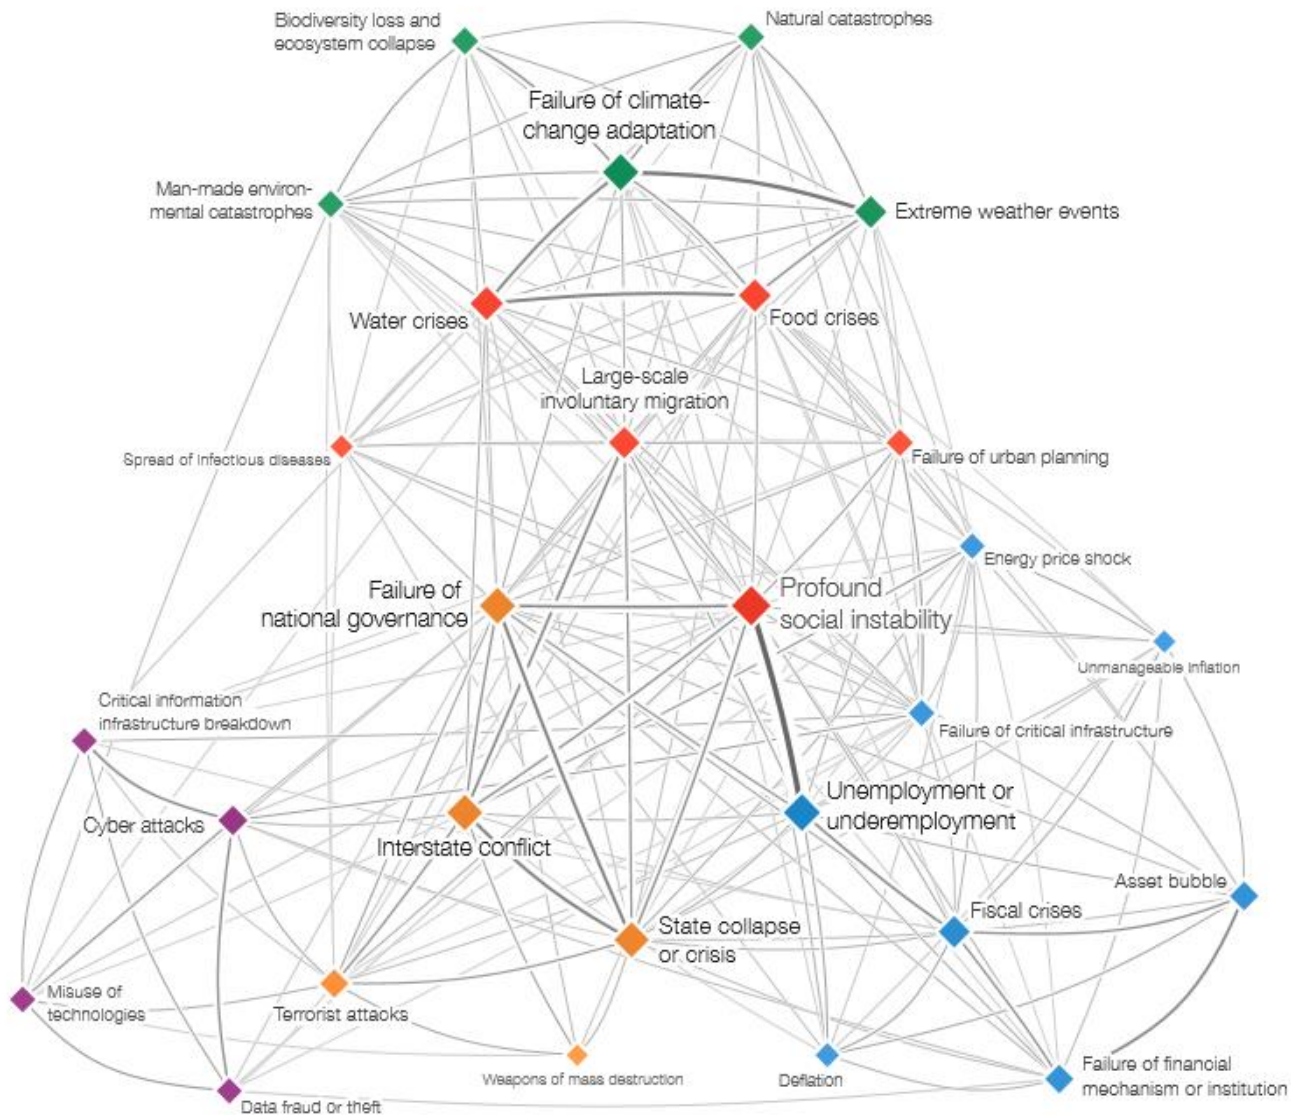 Biodiversity loss and
ecosystem collapse
Natural catastrophes
Failure of climate-
change adaptation
Man-made environ-
mental catastrophes
Extreme weather events
Water crises
Food crises
Large-scale
involuntary migration
Spread of infectious diseases
Failure of urban planning
Energy price shock
Failure of
national governance
Profound
social instability
Unmanageable inflation
Critical information
infrastructure breakdown
Failure of critical infrastructure
Cyber attacks
Interstate conflict
Unemployment or
underemployment
Asset bubble
Fiscal crises
State collapse
or crisis
Misuse of
technologies
Terrorist attacks
Weapons of mass destruction
Deflation
Failure of financial
mechanism or institution
Data fraud or theft